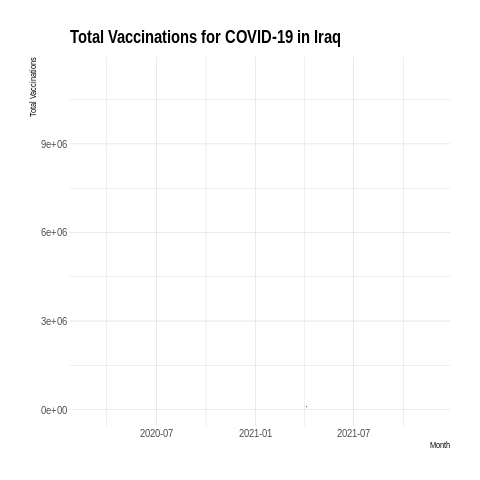 Total Vaccinations for COVID-19 in Iraq
Total Vaccinations
9e+06
6e+06
3e+06
0e+00
2020-07 2021-01 2021-07
Month